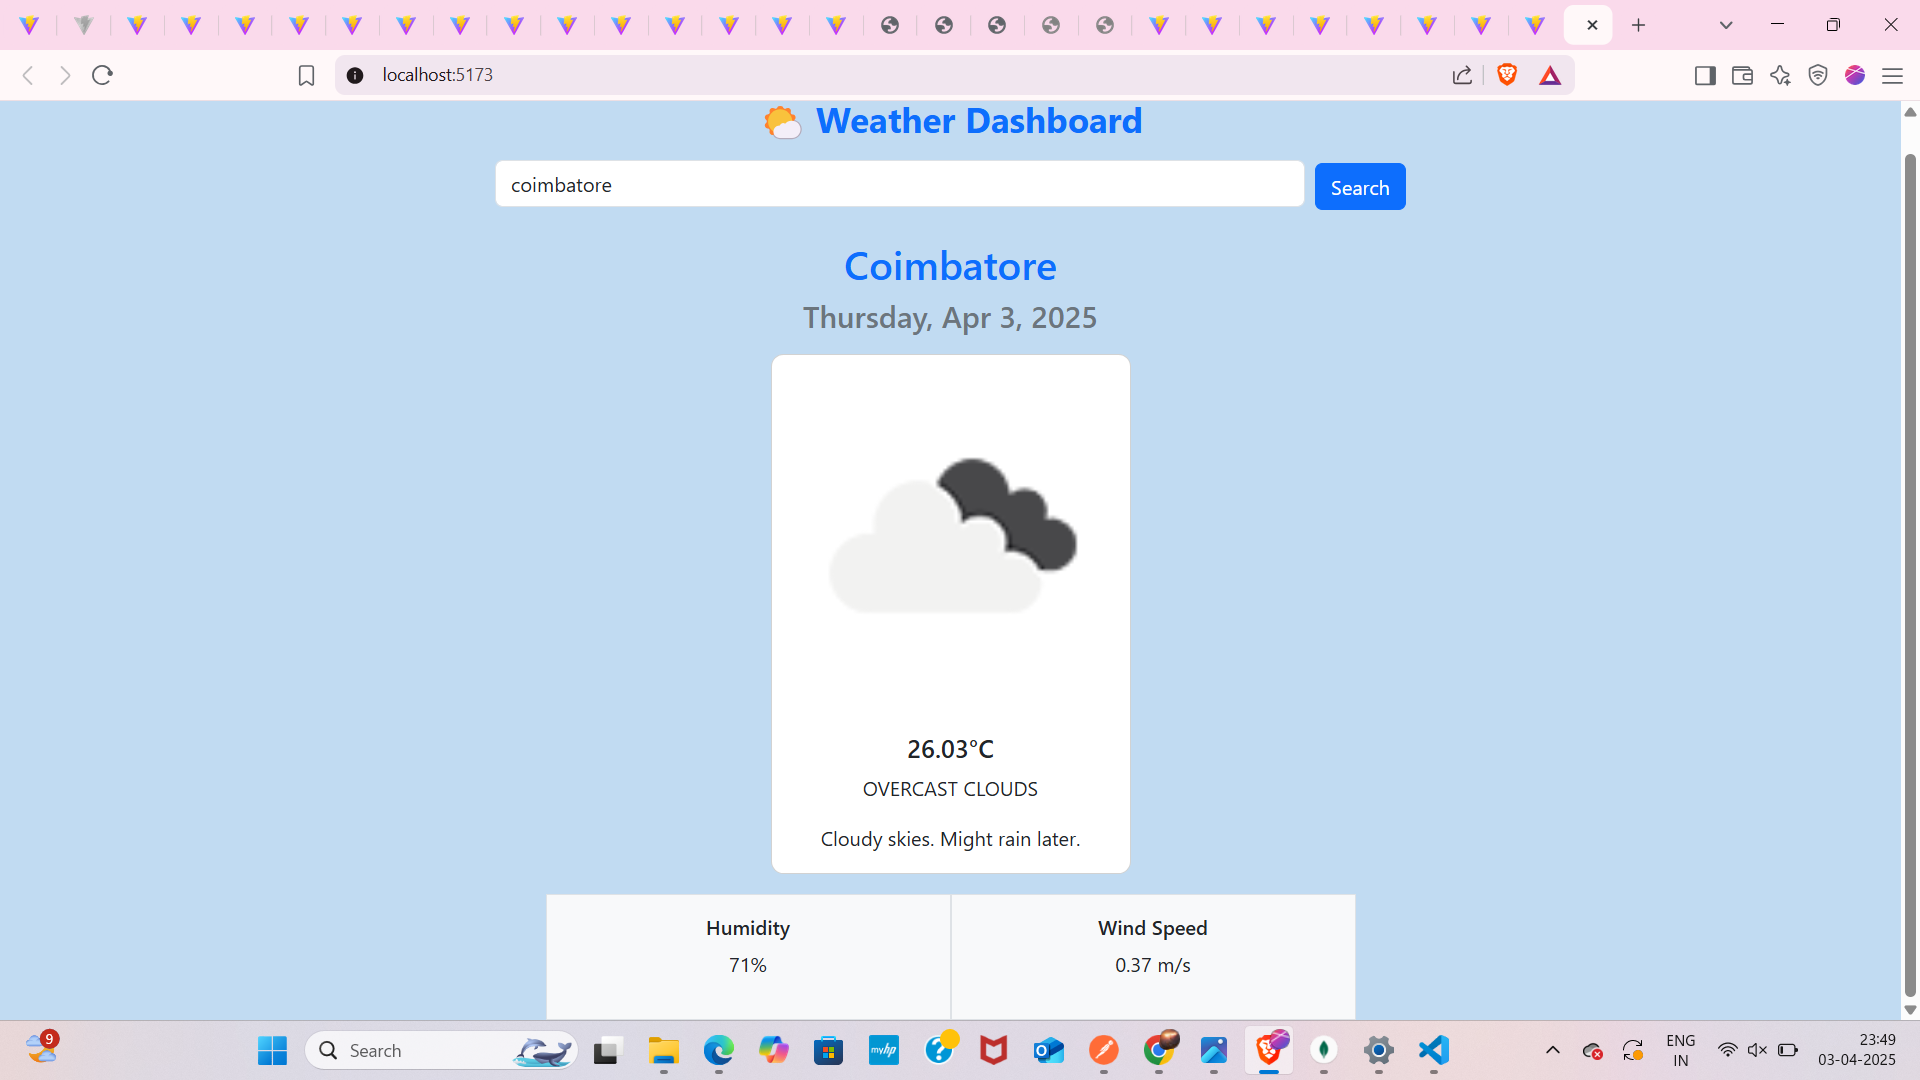 localhost:5173
Weather Dashboard
coimbatore
Search
Coimbatore
Thursday, Apr 3, 2025
26.03°C
OVERCAST CLOUDS
Cloudy skies. Might rain later.
Humidity
71%
Wind Speed
0.37 m/s
9
Search
myhp
ENG
IN
23:49
03-04-2025